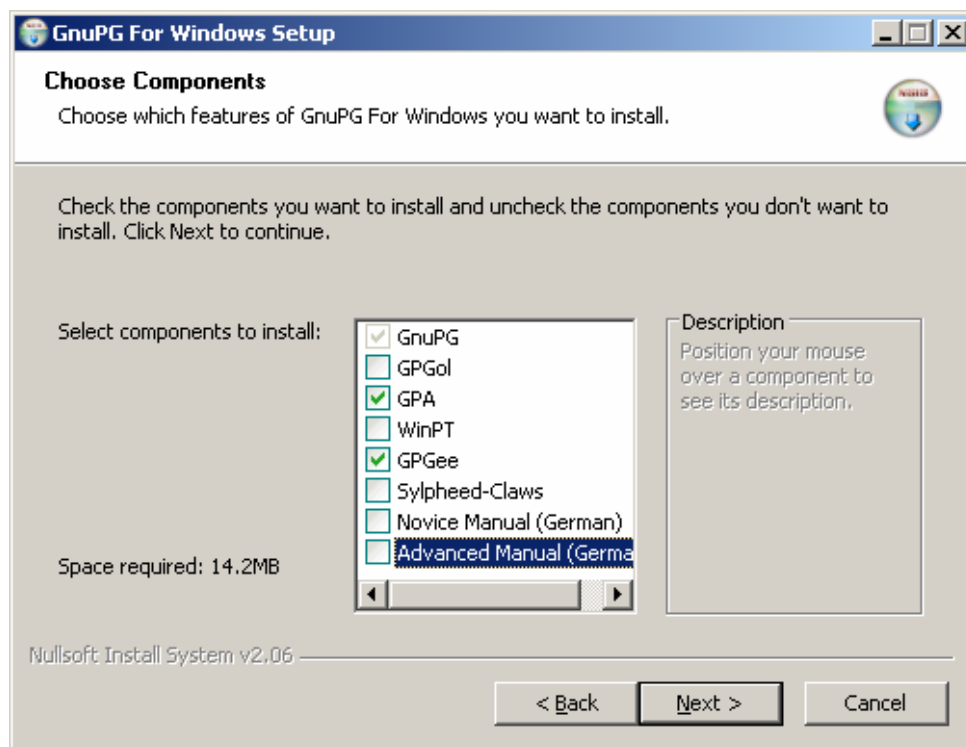 GnuPG For Windows Setup
Choose Components
Choose which features of GnuPG For Windows you want to install.
Check the components you want to install and uncheck the components you don't want to
install. Click Next to continue.
Select components to install:
GnuPG
GPGol
GPA
WinPT
GPGee
Sylpheed-Claws
Novice Manual (German)
Advanced Manual (Germa
Description
Position your mouse
over a component to
see its description.
Space required: 14.2MB
Nullsoft Install System v2.06
< Back
Next >
Cancel